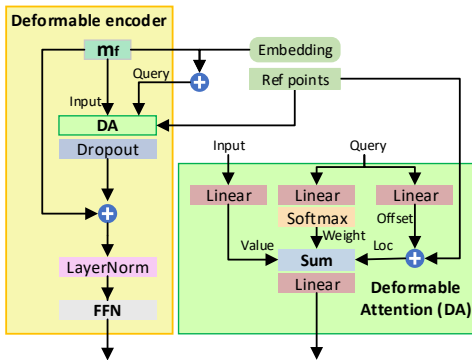 Deformable encoder
mf
Embedding
Query
Ref points
Input
DA
Dropout
Input
Query
Linear
Linear
Linear
Softmax
Offset
Weight
Value
Sum
Loc
LayerNorm
Linear
FFN
Deformable
Attention (DA)